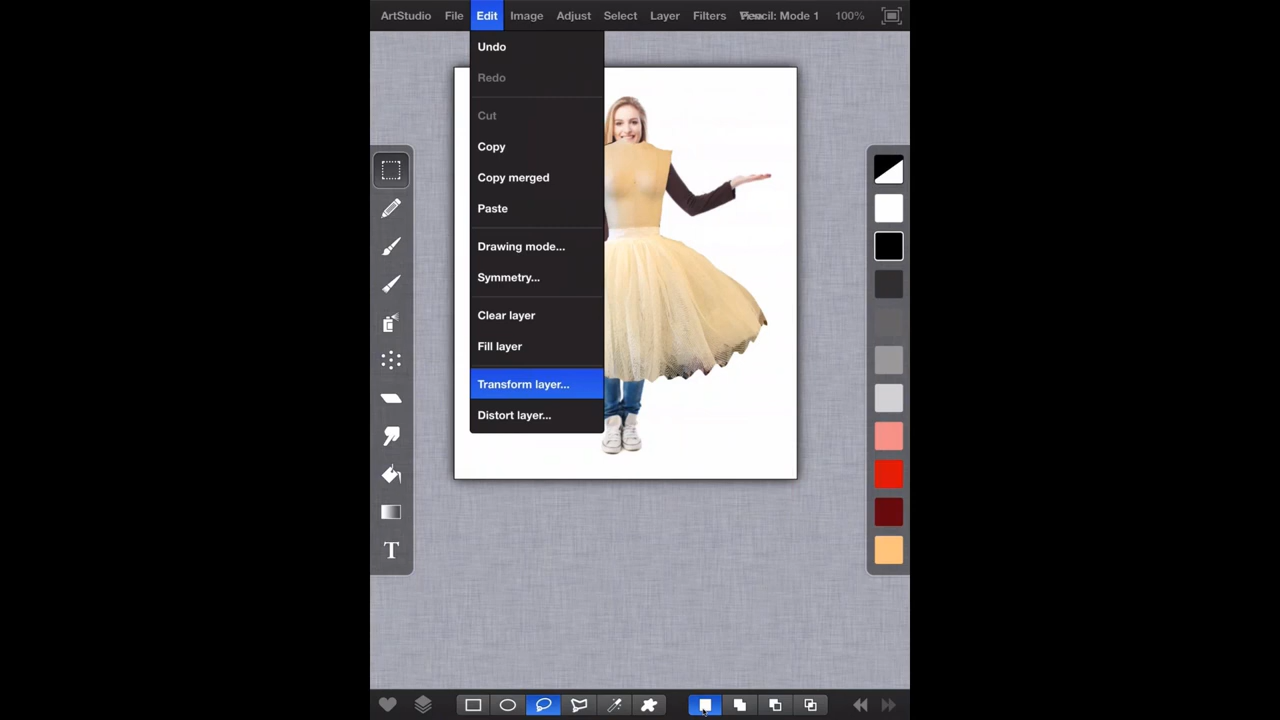 ArtStudio File Edit Image Adjust Select Layer Filters Pencil: Mode 1 100%
Undo
Redo
Cut
Copy
Copy merged
Paste
Drawing mode...
Symmetry...
Clear layer
Fill layer
Transform layer...
Distort layer...
T